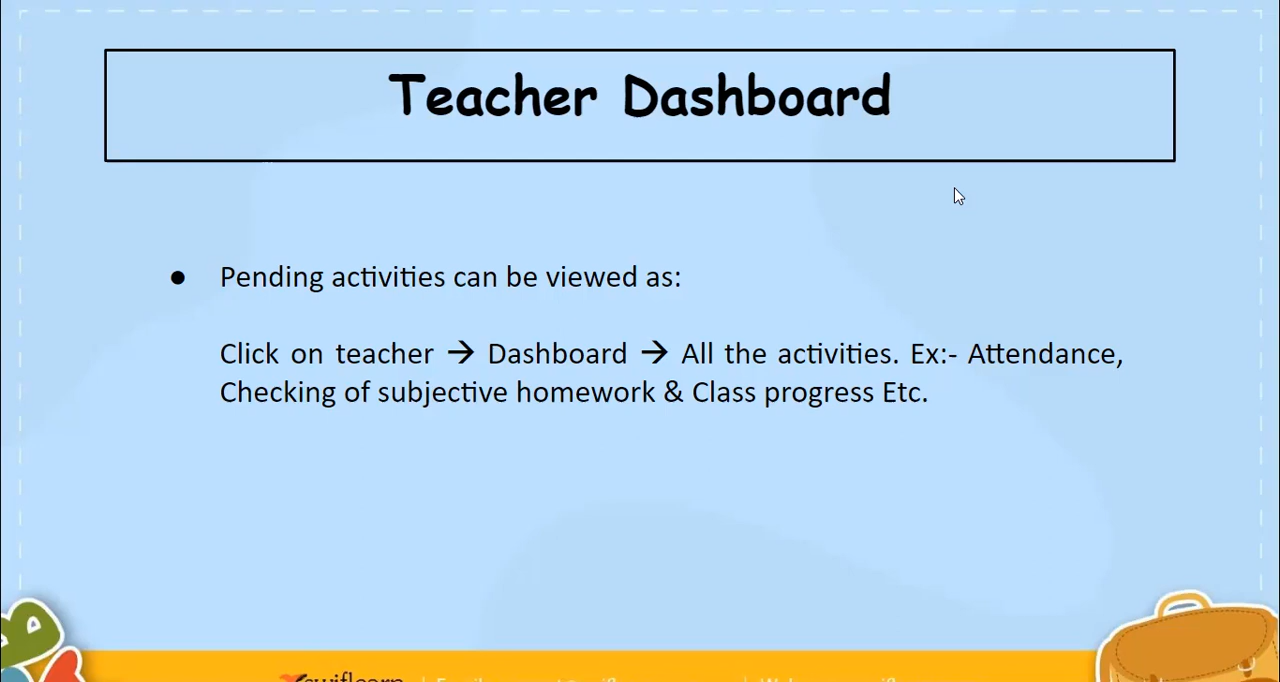 Teacher Dashboard
● Pending activities can be viewed as:
Click on teacher → Dashboard → All the activities. Ex:- Attendance,
Checking of subjective homework & Class progress Etc.
swiflearn